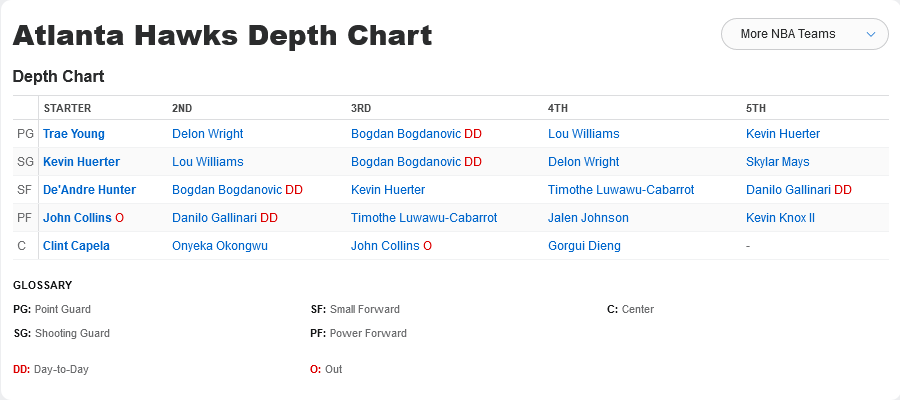 Atlanta Hawks Depth Chart
More NBA Teams
Depth Chart
STARTER 2ND 3RD 4TH 5TH
PG Trae Young Delon Wright Bogdan Bogdanovic DD Lou Williams Kevin Huerter
SG Kevin Huerter Lou Williams Bogdan Bogdanovic DD Delon Wright Skylar Mays
SF De'Andre Hunter Bogdan Bogdanovic DD Kevin Huerter Timothe Luwawu-Cabarrot Danilo Gallinari DD
PF John Collins O Danilo Gallinari DD Timothe Luwawu-Cabarrot Jalen Johnson Kevin Knox II
C Clint Capela Onyeka Okongwu John Collins O Gorgui Dieng -
GLOSSARY
PG: Point Guard SF: Small Forward C: Center
SG: Shooting Guard PF: Power Forward
DD: Day-to-Day O: Out